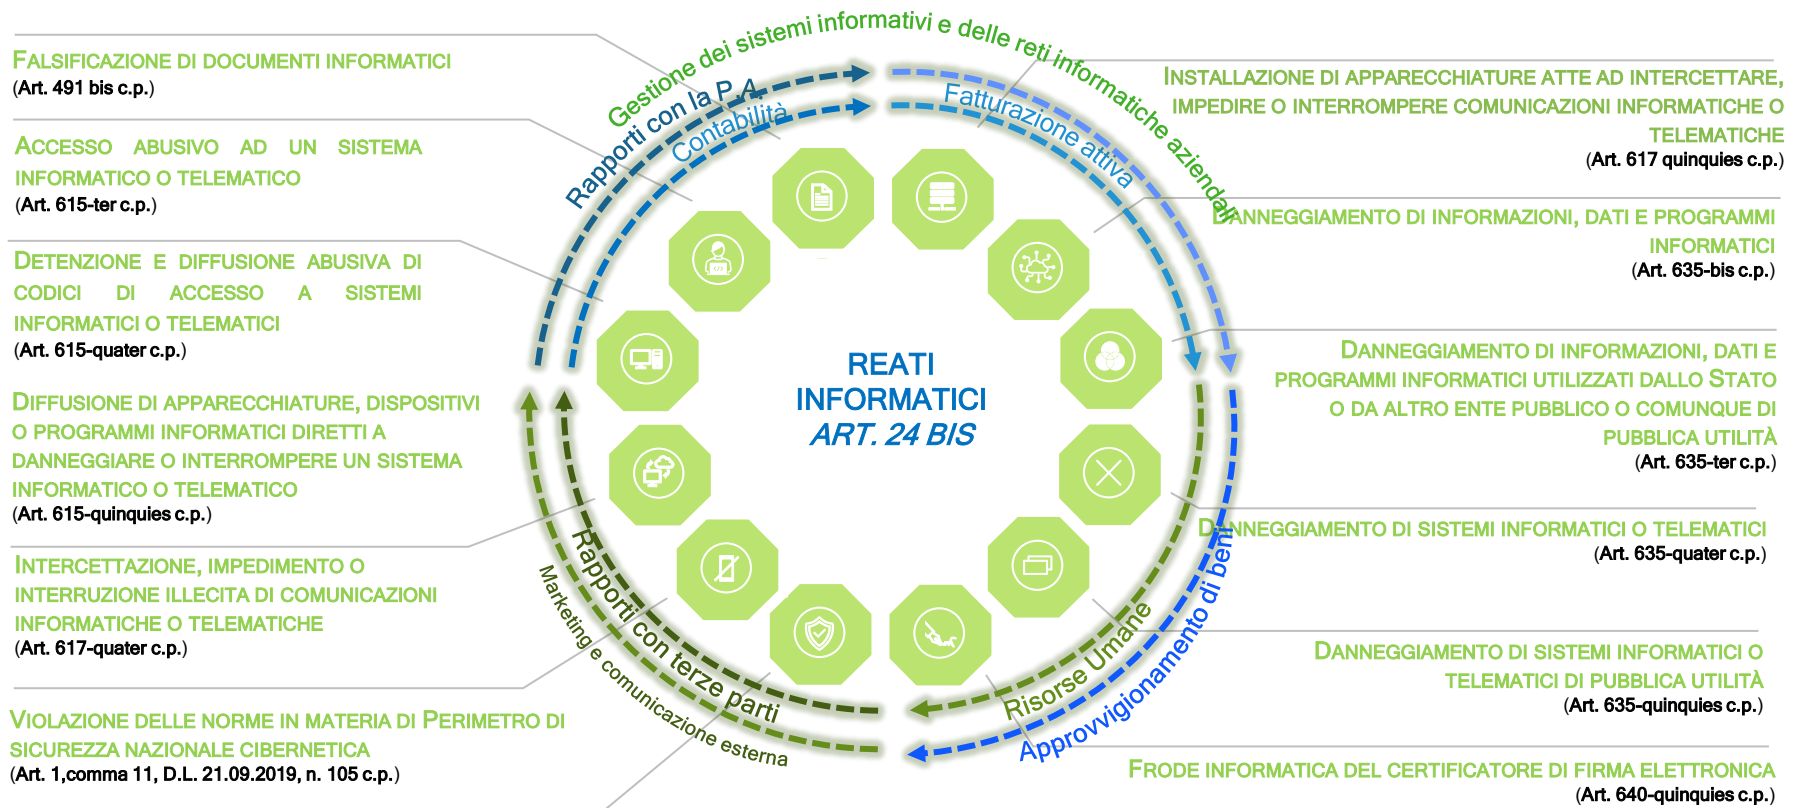 FALSIFICAZIONE DI DOCUMENTI INFORMATICI
(Art. 491 bis c.p.)
ACCESSO ABUSIVO AD UN SISTEMA
INFORMATICO O TELEMATICO
(Art. 615-ter c.p.)
DETENZIONE E DIFFUSIONE ABUSIVA DI
CODICI DI ACCESSO A SISTEMI
INFORMATICI O TELEMATICI
(Art. 615-quater c.p.)
DIFFUSIONE DI APPARECCHIATURE, DISPOSITIVI
O PROGRAMMI INFORMATICI DIRETTI A
DANNEGGIARE O INTERROMPERE UN SISTEMA
INFORMATICO O TELEMATICO
(Art. 615-quinquies c.p.)
INTERCETTAZIONE, IMPEDIMENTO O
INTERRUZIONE ILLECITA DI COMUNICAZIONI
INFORMATICHE O TELEMATICHE
(Art. 617-quater c.p.)
VIOLAZIONE DELLE NORME IN MATERIA DI PERIMETRO DI
SICUREZZA NAZIONALE CIBERNETICA
(Art. 1,comma 11, D.L. 21.09.2019, n. 105 c.p.)
Gestione dei sistemi informativi e delle reti informatiche aziendali
Rapporti con la P.A.
Contabilità
Fatturazione attiva
REATI
INFORMATICI
ART. 24 BIS
Rapporti con terze parti
Marketing e comunicazione esterna
Risorse Umane
Approvvigionamento di beni
INSTALLAZIONE DI APPARECCHIATURE ATTE AD INTERCETTARE,
IMPEDIRE O INTERROMPERE COMUNICAZIONI INFORMATICHE O
TELEMATICHE
(Art. 617 quinquies c.p.)
DANNEGGIAMENTO DI INFORMAZIONI, DATI E PROGRAMMI
INFORMATICI
(Art. 635-bis c.p.)
DANNEGGIAMENTO DI INFORMAZIONI, DATI E
PROGRAMMI INFORMATICI UTILIZZATI DALLO STATO
O DA ALTRO ENTE PUBBLICO O COMUNQUE DI
PUBBLICA UTILITÀ
(Art. 635-ter c.p.)
DANNEGGIAMENTO DI SISTEMI INFORMATICI O TELEMATICI
(Art. 635-quater c.p.)
DANNEGGIAMENTO DI SISTEMI INFORMATICI O
TELEMATICI DI PUBBLICA UTILITÀ
(Art. 635-quinquies c.p.)
FRODE INFORMATICA DEL CERTIFICATORE DI FIRMA ELETTRONICA
(Art. 640-quinquies c.p.)